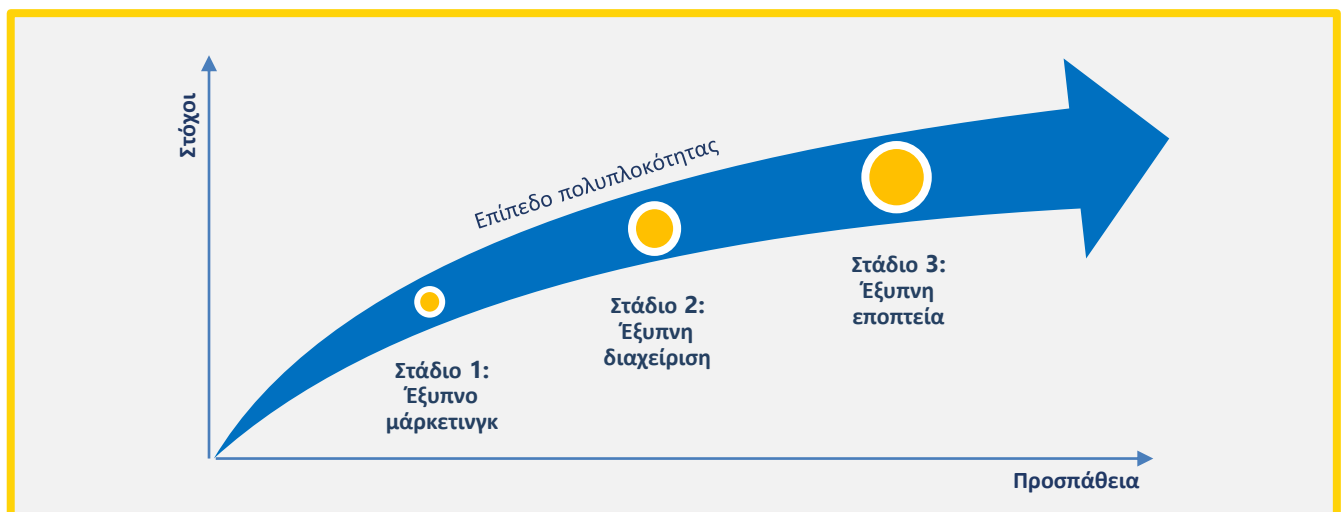 Στόχοι
Επίπεδο πολυπλοκότητας
Στάδιο 1:
Έξυπνο
μάρκετινγκ
Στάδιο 2:
Έξυπνη
διαχείριση
Στάδιο 3:
Έξυπνη
εποπτεία
Προσπάθεια